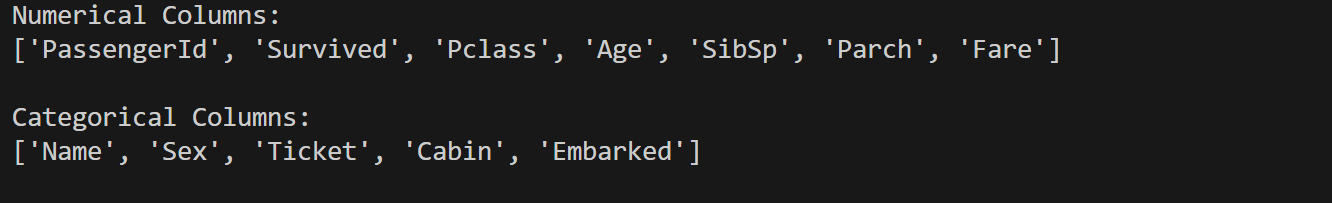 Numerical Columns:
['PassengerId', 'Survived', 'Pclass', 'Age', 'SibSp', 'Parch', 'Fare']
Categorical Columns:
['Name', 'Sex', 'Ticket', 'Cabin', 'Embarked']